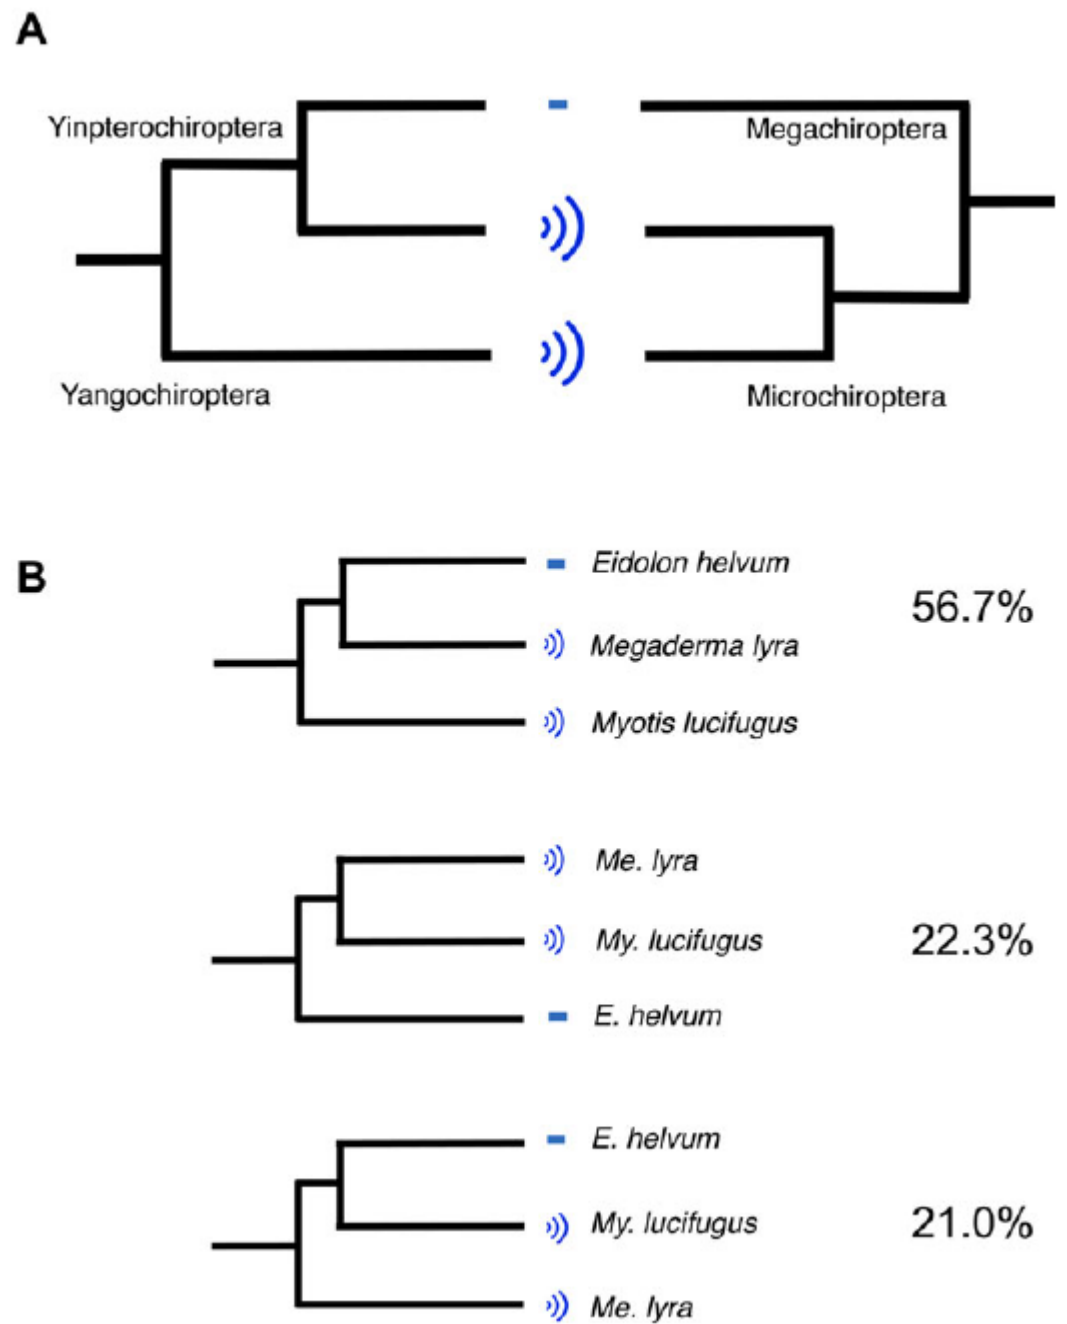 A
Yinpterochiroptera
Megachiroptera
Yangochiroptera
Microchiroptera
B
Eidolon helvum
56.7%
Megaderma lyra
Myotis lucifugus
Me. lyra
My. lucifugus
22.3%
E. helvum
E. helvum
My. lucifugus
21.0%
Me. lyra